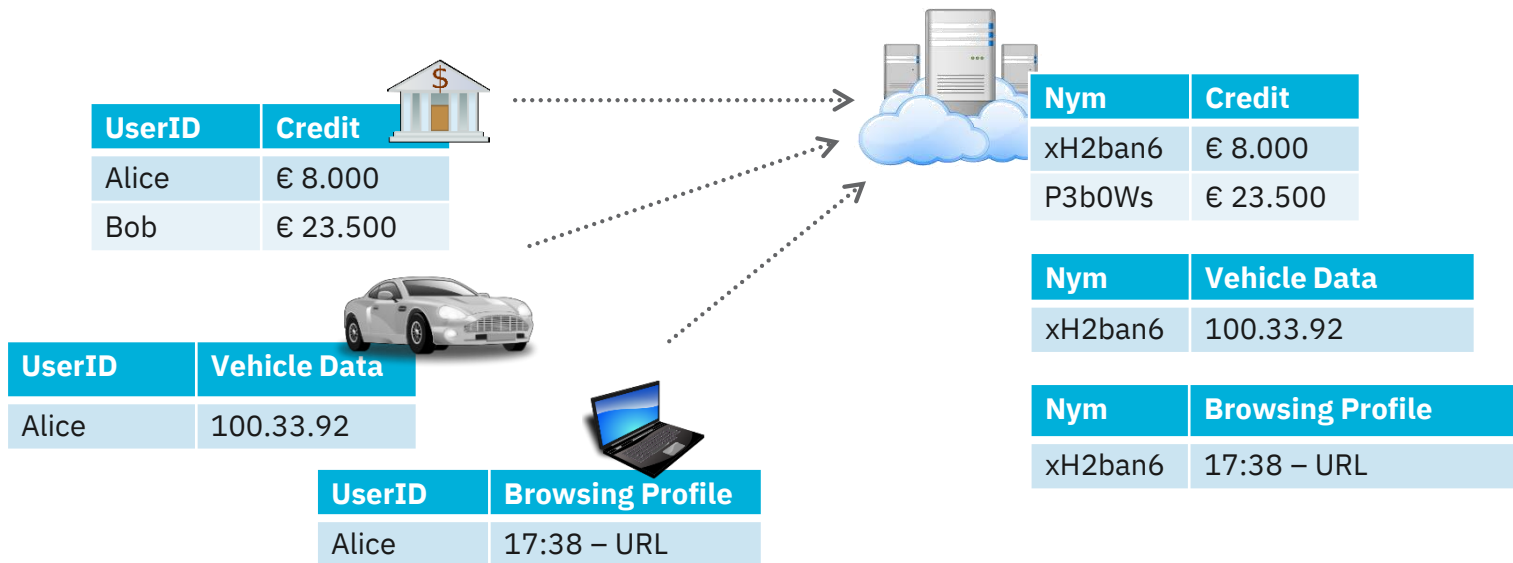 $
UserID Credit
Alice € 8.000
Bob € 23.500
UserID Vehicle Data
Alice 100.33.92
UserID Browsing Profile
Alice 17:38 – URL
Nym Credit
xH2ban6 € 8.000
P3b0Ws € 23.500
Nym Vehicle Data
xH2ban6 100.33.92
Nym Browsing Profile
xH2ban6 17:38 – URL